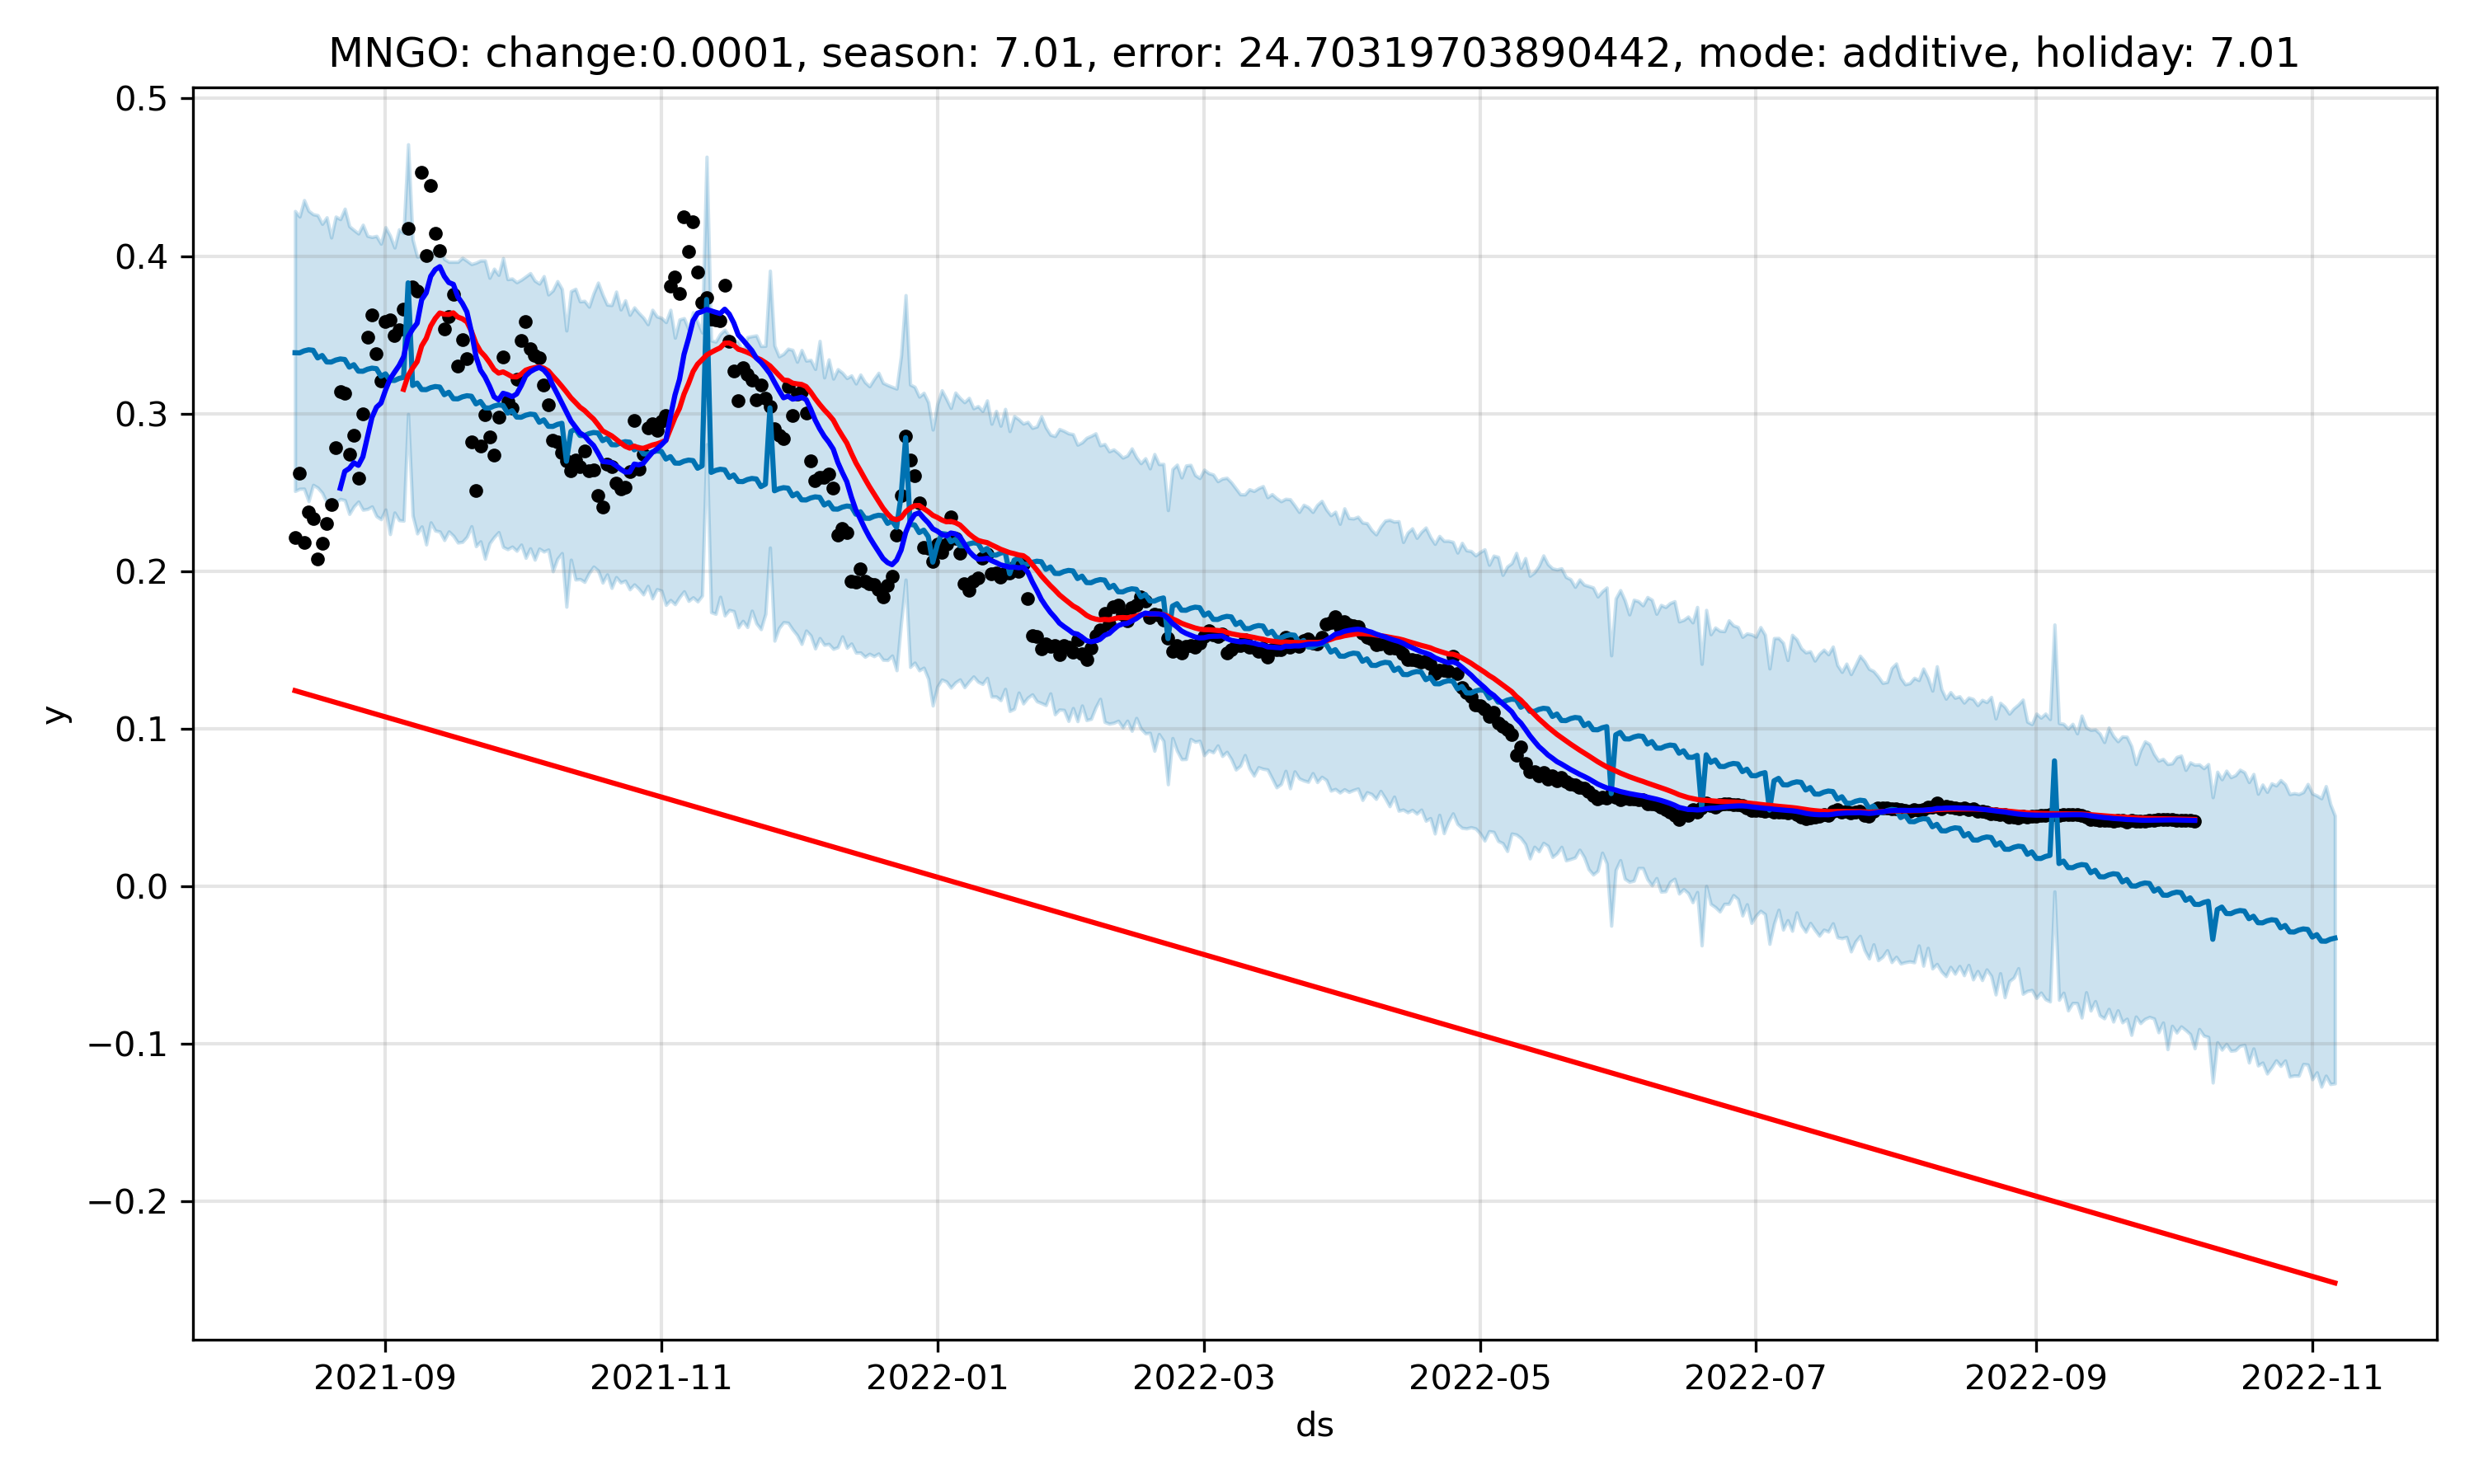 MNGO: change:0.0001, season: 7.01, error: 24.70319703890442, mode: additive, holiday: 7.01
0.5
0.4
0.3
0.2
0.1
0.0
−0.1
−0.2
y
2021-09 2021-11 2022-01 2022-03 2022-05 2022-07 2022-09 2022-11
ds